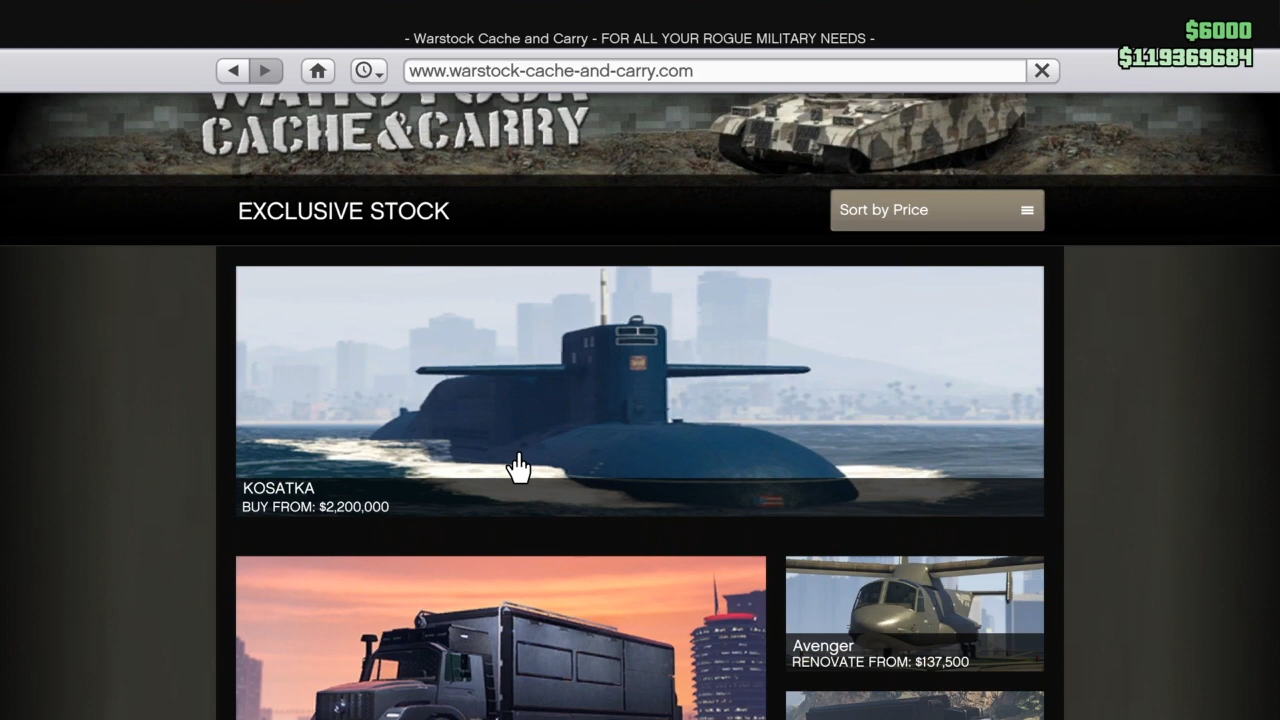 - Warstock Cache and Carry - FOR ALL YOUR ROGUE MILITARY NEEDS -
$6000
$119369684
www.warstock-cache-and-carry.com
CACHE&CARRY
EXCLUSIVE STOCK
Sort by Price
KOSATKA
BUY FROM: $2,200,000
Avenger
RENOVATE FROM: $137,500